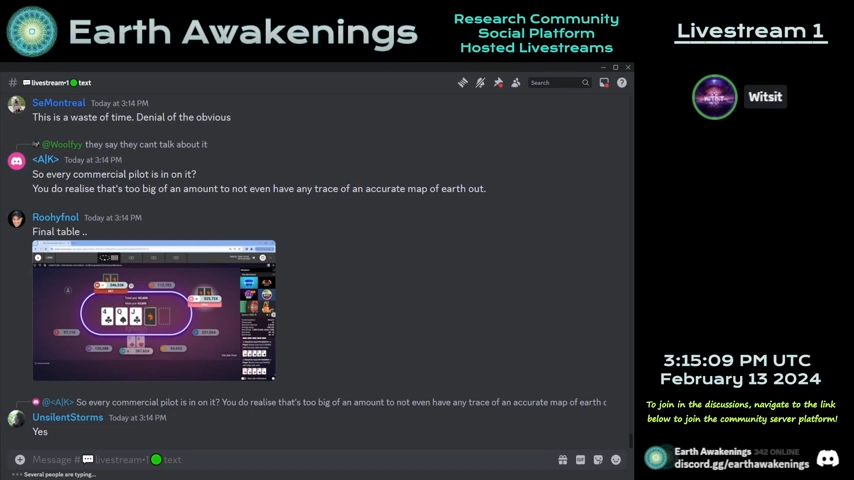 Earth Awakenings
Research Community
Social Platform
Hosted Livestreams
Livestream 1
# livestream•1 text
Search
SeMontreal Today at 3:14 PM
This is a waste of time. Denial of the obvious
@Woolfyy they say they cant talk about it
<A|K> Today at 3:14 PM
So every commercial pilot is in on it?
You do realise that's too big of an amount to not even have any trace of an accurate map of earth out.
Roohyfnol Today at 3:14 PM
Final table ..
4 Q J
@<A|K> So every commercial pilot is in on it? You do realise that's too big of an amount to not even have any trace of an accurate map of earth o
UnsilentStorms Today at 3:14 PM
Yes
Message # livestream•1 text
Several people are typing...
WITSIT
Witsit
3:15:09 PM UTC
February 13 2024
To join in the discussions, navigate to the link
below to join the community server platform!
Earth Awakenings 342 ONLINE
discord.gg/earthawakenings